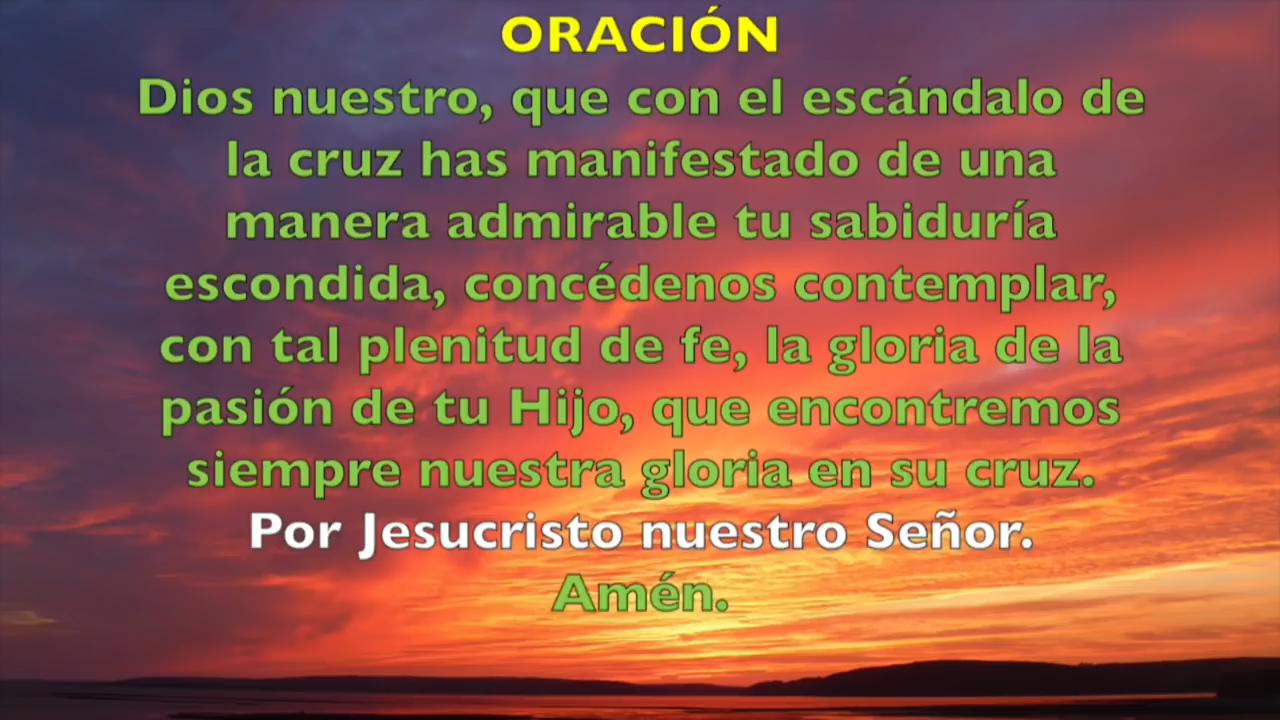 ORACIÓN
Dios nuestro, que con el escándalo de
la cruz has manifestado de una
manera admirable tu sabiduría
escondida, concédenos contemplar,
con tal plenitud de fe, la gloria de la
pasión de tu Hijo, que encontremos
siempre nuestra gloria en su cruz.
Por Jesucristo nuestro Señor.
Amén.